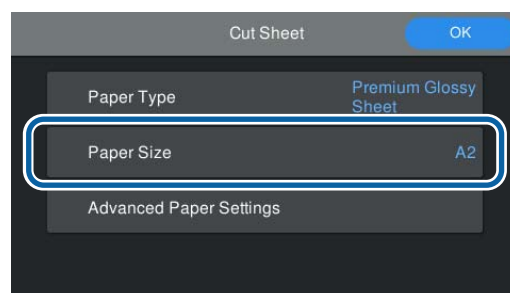 Cut Sheet
OK
Paper Type
Premium Glossy
Sheet
Paper Size
A2
Advanced Paper Settings